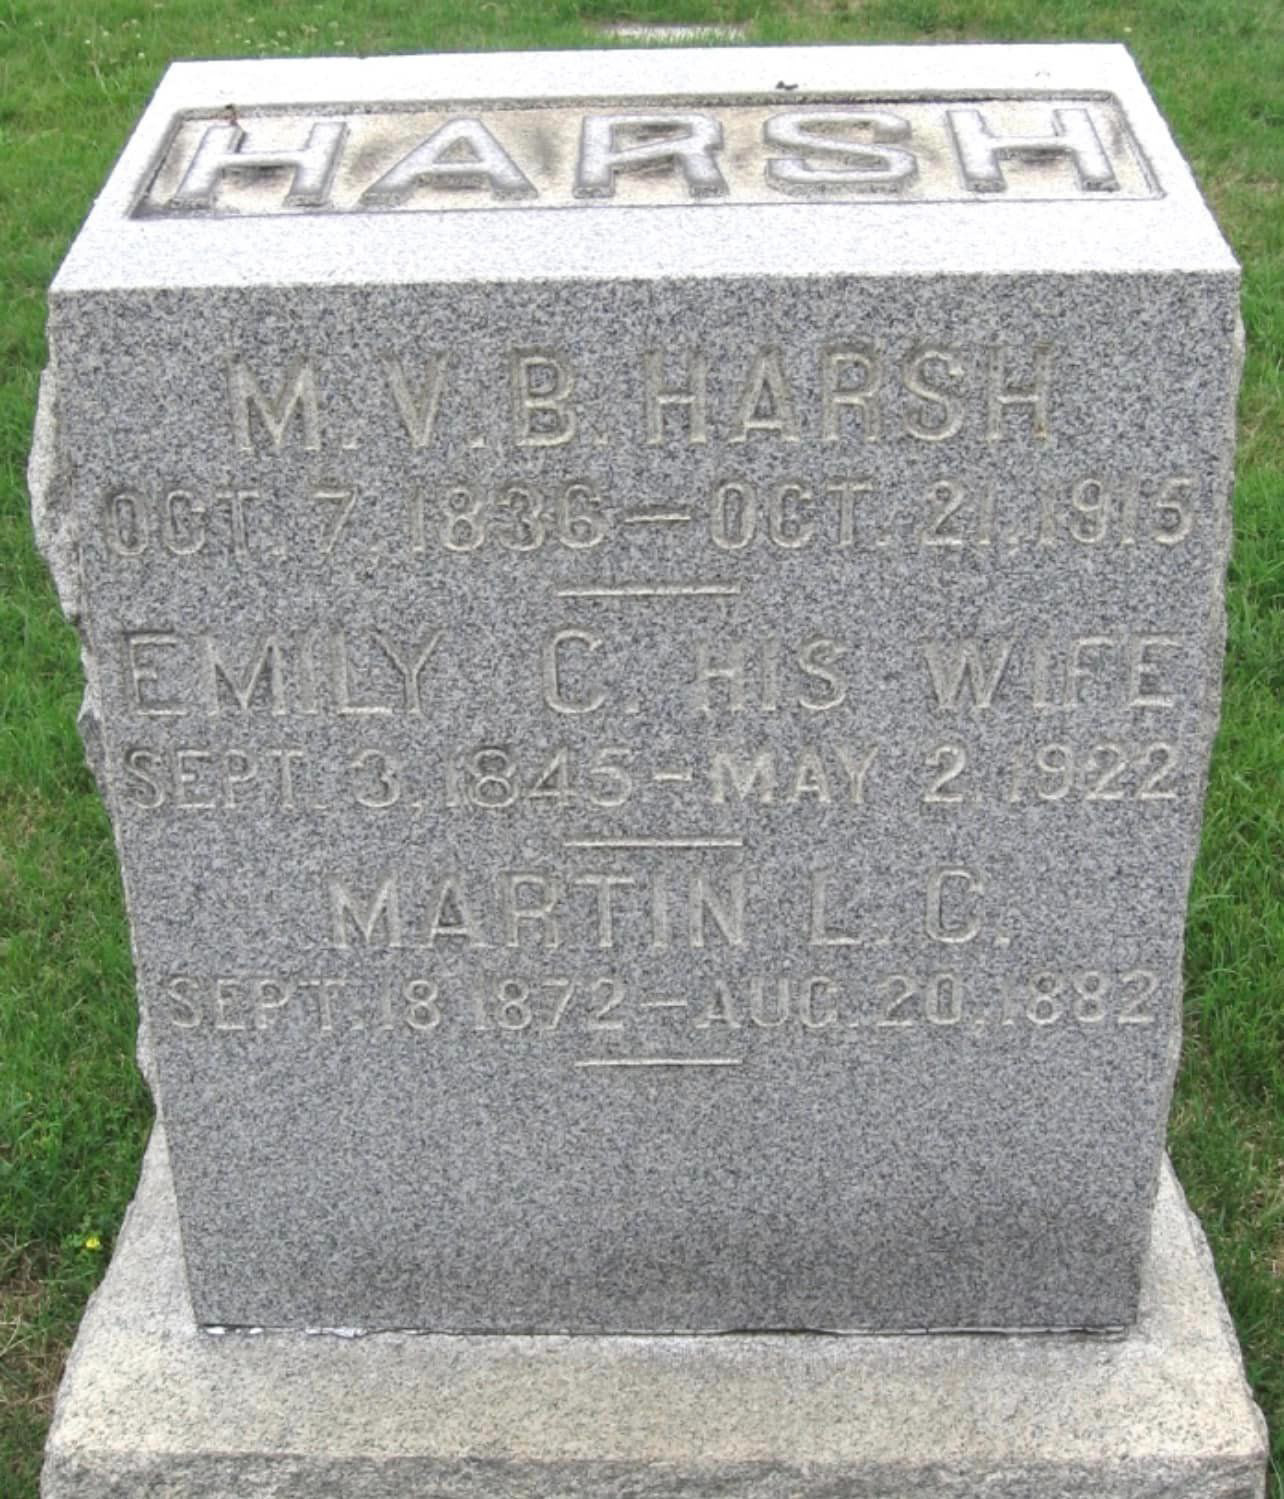 HARSH
M.V.B. HARSH
OCT. 7, 1836 — OCT. 21, 1915
EMILY C. HIS WIFE
SEPT. 3, 1845 - MAY 2, 1922
MARTIN L. C.
SEPT. 18 1872 — AUG. 20, 1882